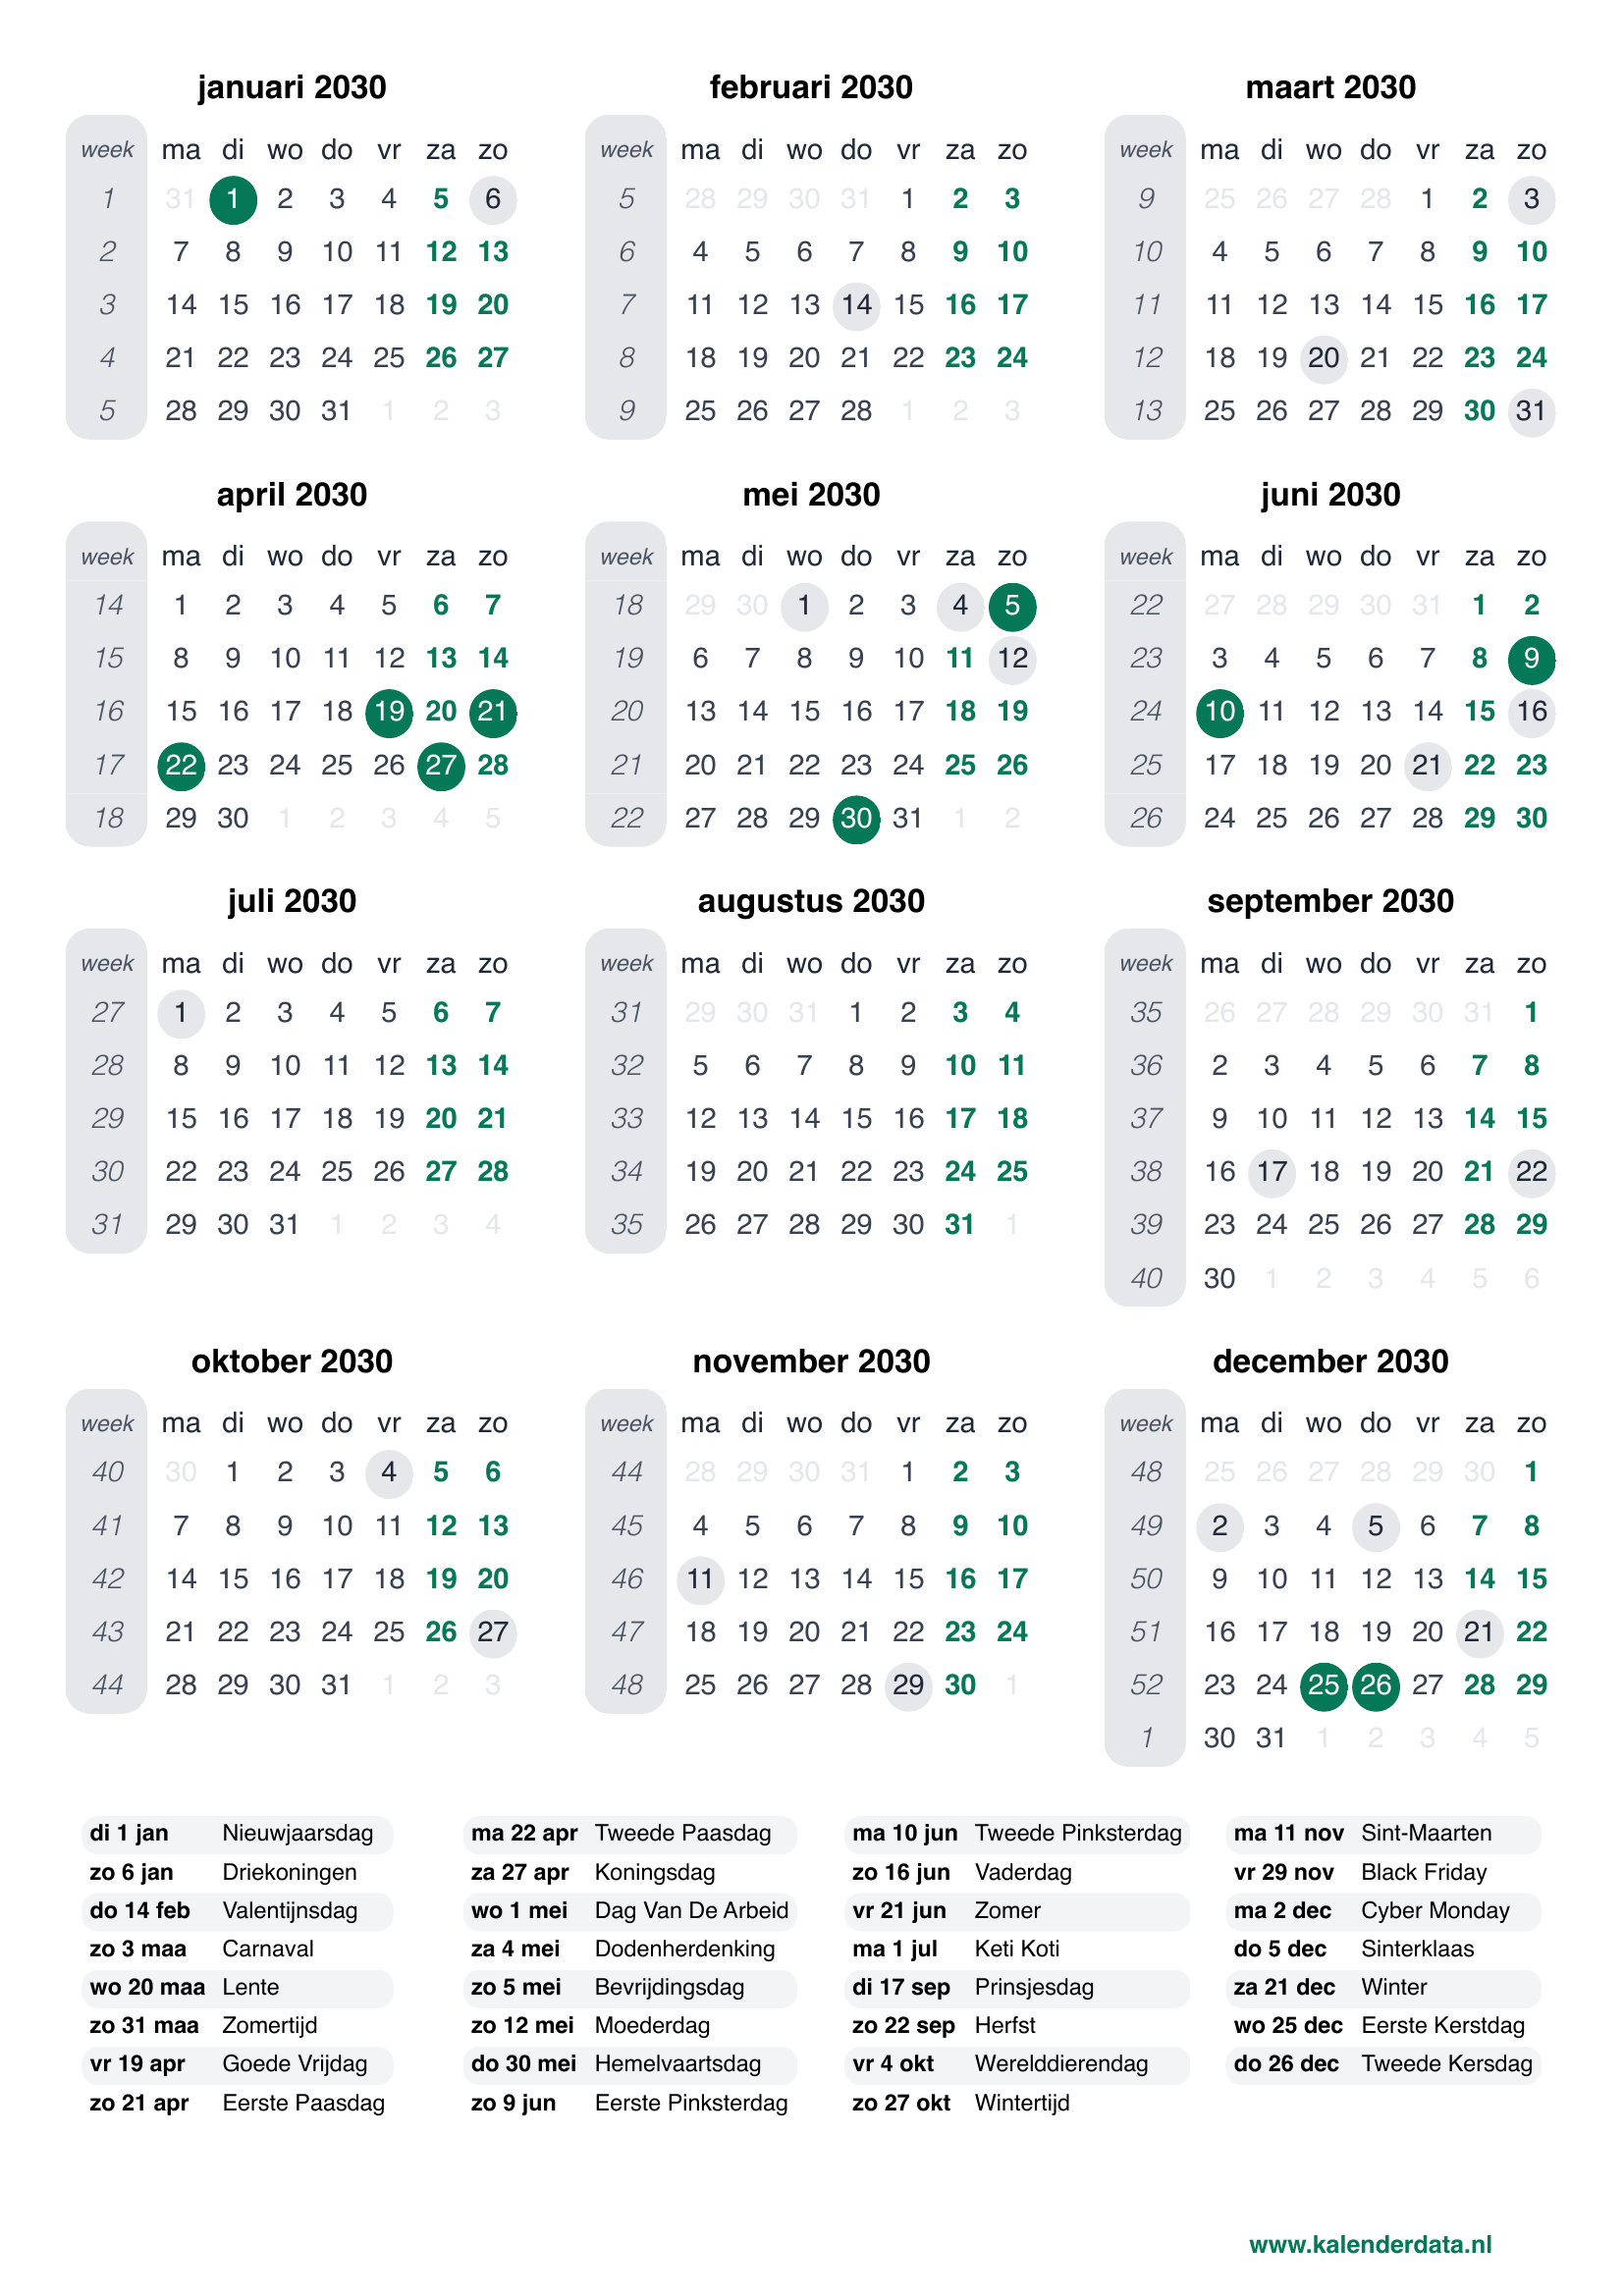 januari 2030
week ma di wo do vr za zo
1 31 1 2 3 4 5 6
2 7 8 9 10 11 12 13
3 14 15 16 17 18 19 20
4 21 22 23 24 25 26 27
5 28 29 30 31 1 2 3
februari 2030
week ma di wo do vr za zo
5 28 29 30 31 1 2 3
6 4 5 6 7 8 9 10
7 11 12 13 14 15 16 17
8 18 19 20 21 22 23 24
9 25 26 27 28 1 2 3
maart 2030
week ma di wo do vr za zo
9 25 26 27 28 1 2 3
10 4 5 6 7 8 9 10
11 11 12 13 14 15 16 17
12 18 19 20 21 22 23 24
13 25 26 27 28 29 30 31
april 2030
week ma di wo do vr za zo
14 1 2 3 4 5 6 7
15 8 9 10 11 12 13 14
16 15 16 17 18 19 20 21
17 22 23 24 25 26 27 28
18 29 30 1 2 3 4 5
mei 2030
week ma di wo do vr za zo
18 29 30 1 2 3 4 5
19 6 7 8 9 10 11 12
20 13 14 15 16 17 18 19
21 20 21 22 23 24 25 26
22 27 28 29 30 31 1 2
juni 2030
week ma di wo do vr za zo
22 27 28 29 30 31 1 2
23 3 4 5 6 7 8 9
24 10 11 12 13 14 15 16
25 17 18 19 20 21 22 23
26 24 25 26 27 28 29 30
juli 2030
week ma di wo do vr za zo
27 1 2 3 4 5 6 7
28 8 9 10 11 12 13 14
29 15 16 17 18 19 20 21
30 22 23 24 25 26 27 28
31 29 30 31 1 2 3 4
augustus 2030
week ma di wo do vr za zo
31 29 30 31 1 2 3 4
32 5 6 7 8 9 10 11
33 12 13 14 15 16 17 18
34 19 20 21 22 23 24 25
35 26 27 28 29 30 31 1
september 2030
week ma di wo do vr za zo
35 26 27 28 29 30 31 1
36 2 3 4 5 6 7 8
37 9 10 11 12 13 14 15
38 16 17 18 19 20 21 22
39 23 24 25 26 27 28 29
40 30 1 2 3 4 5 6
oktober 2030
week ma di wo do vr za zo
40 30 1 2 3 4 5 6
41 7 8 9 10 11 12 13
42 14 15 16 17 18 19 20
43 21 22 23 24 25 26 27
44 28 29 30 31 1 2 3
november 2030
week ma di wo do vr za zo
44 28 29 30 31 1 2 3
45 4 5 6 7 8 9 10
46 11 12 13 14 15 16 17
47 18 19 20 21 22 23 24
48 25 26 27 28 29 30 1
december 2030
week ma di wo do vr za zo
48 25 26 27 28 29 30 1
49 2 3 4 5 6 7 8
50 9 10 11 12 13 14 15
51 16 17 18 19 20 21 22
52 23 24 25 26 27 28 29
1 30 31 1 2 3 4 5
di 1 jan Nieuwjaarsdag
zo 6 jan Driekoningen
do 14 feb Valentijnsdag
zo 3 maa Carnaval
wo 20 maa Lente
zo 31 maa Zomertijd
vr 19 apr Goede Vrijdag
zo 21 apr Eerste Paasdag
ma 22 apr Tweede Paasdag
za 27 apr Koningsdag
wo 1 mei Dag Van De Arbeid
za 4 mei Dodenherdenking
zo 5 mei Bevrijdingsdag
zo 12 mei Moederdag
do 30 mei Hemelvaartsdag
zo 9 jun Eerste Pinksterdag
ma 10 jun Tweede Pinksterdag
zo 16 jun Vaderdag
vr 21 jun Zomer
ma 1 jul Keti Koti
di 17 sep Prinsjesdag
zo 22 sep Herfst
vr 4 okt Werelddierendag
zo 27 okt Wintertijd
ma 11 nov Sint-Maarten
vr 29 nov Black Friday
ma 2 dec Cyber Monday
do 5 dec Sinterklaas
za 21 dec Winter
wo 25 dec Eerste Kerstdag
do 26 dec Tweede Kersdag
www.kalenderdata.nl